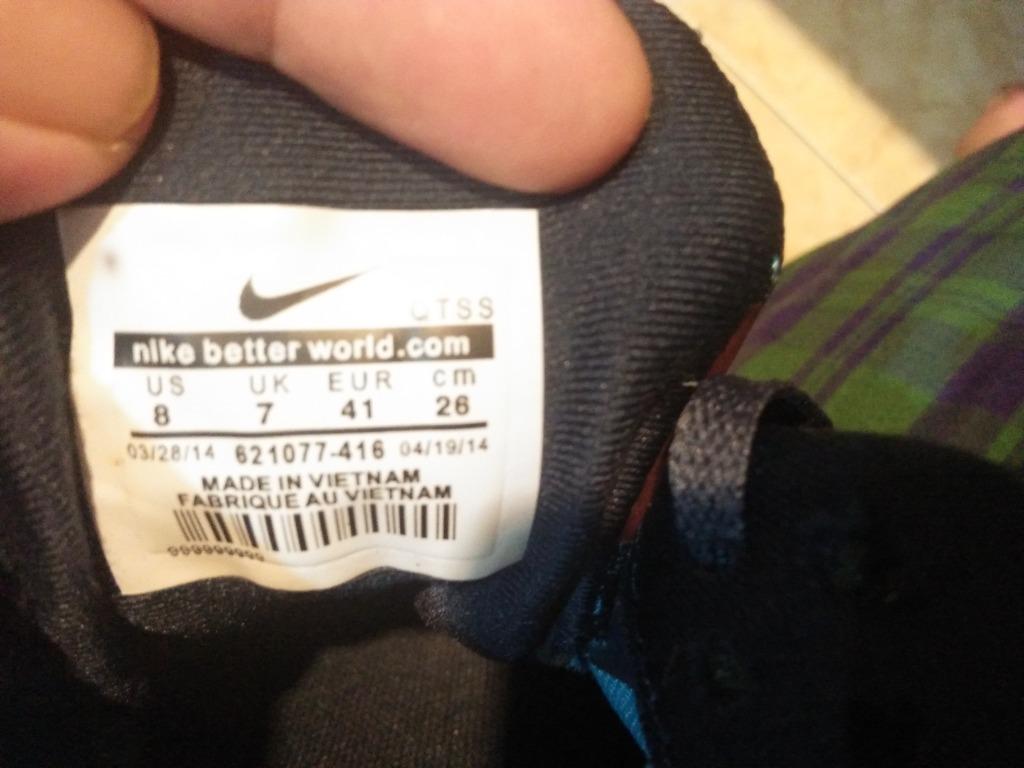 QTSS
nike better world.com
US UK EUR cm
8 7 41 26
03/28/14 621077-416 04/19/14
MADE IN VIETNAM
FABRIQUE AU VIETNAM
9999999999